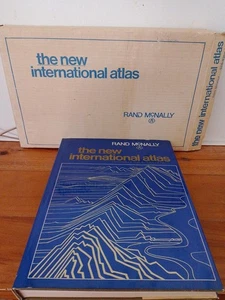 the new
international atlas
RAND McNALLY
the new international atlas
RAND McNALLY
the new
international atlas